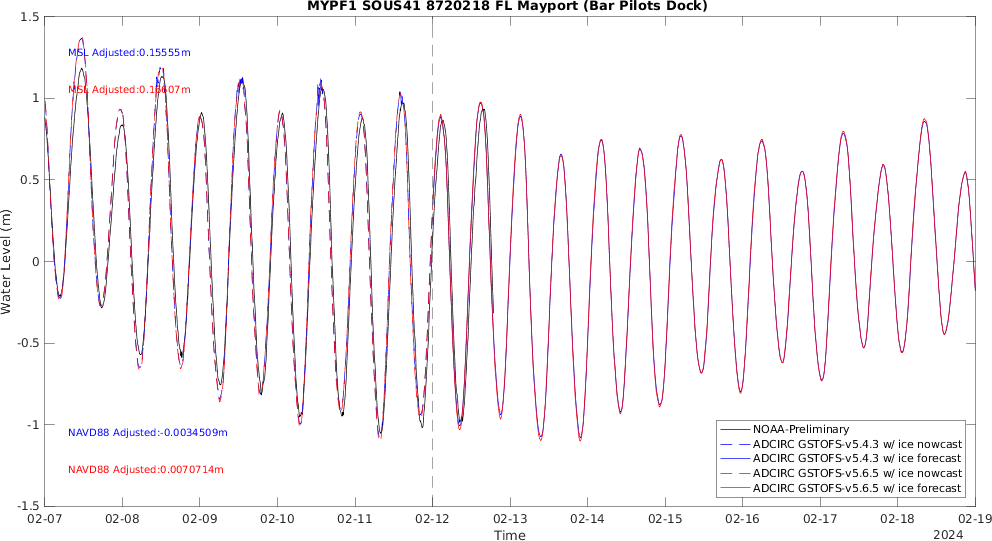 MYPF1 SOUS41 8720218 FL Mayport (Bar Pilots Dock)
1.5
1
0.5
0
-0.5
-1
-1.5
Water Level (m)
MSL Adjusted:0.15555m
MSL Adjusted:0.16607m
NAVD88 Adjusted:-0.0034509m
NAVD88 Adjusted:0.0070714m
NOAA-Preliminary
ADCIRC GSTOFS-v5.4.3 w/ ice nowcast
ADCIRC GSTOFS-v5.4.3 w/ ice forecast
ADCIRC GSTOFS-v5.6.5 w/ ice nowcast
ADCIRC GSTOFS-v5.6.5 w/ ice forecast
02-07 02-08 02-09 02-10 02-11 02-12 02-13 02-14 02-15 02-16 02-17 02-18 02-19
Time
2024